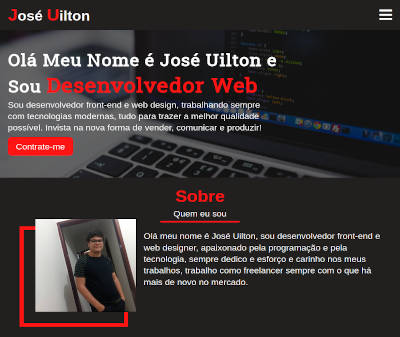 José Uilton
Olá Meu Nome é José Uilton e
Sou Desenvolvedor Web
Sou desenvolvedor front-end e web design, trabalhando sempre
com tecnologias modernas, tudo para trazer a melhor qualidade
possível. Invista na nova forma de vender, comunicar e produzir!
Contrate-me
Sobre
Quem eu sou
Olá meu nome é José Uilton, sou desenvolvedor front-end e
web designer, apaixonado pela programação e pela
tecnologia, sempre dedico e esforço e carinho nos meus
trabalhos, trabalho como freelancer sempre com o que há
mais de novo no mercado.